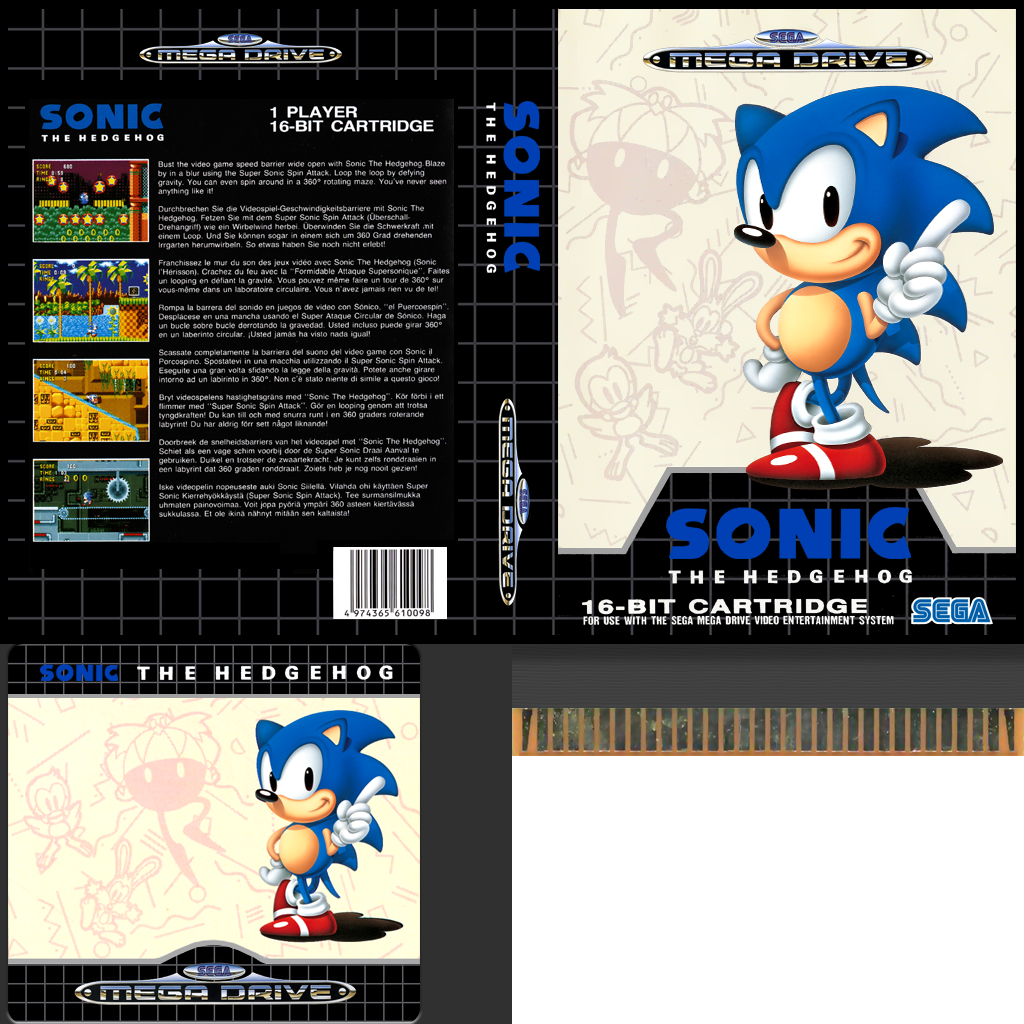 SEGA
MEGA DRIVE
SONIC
THE HEDGEHOG
1 PLAYER
16-BIT CARTRIDGE
Bust the video game speed barrier wide open with Sonic The Hedgehog.Blaze
by in a blur using the Super Sonic Spin Attack. Loop the loop by defying
gravity. You can even spin around in a 360° rotating maze. You've never seen
anything like it!
Durchbrechen Sie die Videospiel-Geschwindigkeitsbarriere mit Sonic The
Hedgehog. Fetzen Sie mit dem Super Sonic Spin Attack (Überschall-
Drehangriff) wie ein Wirbelwind herbei. Überwinden Sie die Schwerkraft mit
einem Loop. Und Sie können sogar in einem sich um 360 Grad drehenden
Irrgarten herumwirbeln. So etwas haben Sie noch nicht erlebt!
Franchissez le mur du son des jeux vidéo avec Sonic The Hedgehog (Sonic
l'Hérisson). Crachez du feu avec la "Formidable Attaque Supersonique". Faites
un looping en défiant la gravité. Vous pouvez même faire un tour de 360° sur
vous-même dans un laboratoire circulaire. Vous n'avez jamais rien vu de tel!
Rompa la barrera del sonido en juegos de video con Sónico, "el Puercoespin".
Desplácese en una mancha usando el Super Ataque Circular de Sónico. Haga
un bucle sobre bucle derrotando la gravedad. Usted incluso puede girar 360°
en un laberinto circular. ¡Usted jamás ha visto nada igual!
Scassate completamente la barriera del suono del video game con Sonic il
Porcospino. Spostatevi in una macchia utilizzando il Super Sonic Spin Attack.
Eseguite una gran volta sfidando la legge della gravità. Potete anche girare
intorno ad un labirinto in 360°. Non c'è stato niente di simile a questo gioco!
Bryt videospelens hastighetsgräns med "Sonic The Hedgehog". Kör förbi i ett
flimmer med "Super Sonic Spin Attack". Gör en looping genom att trotsa
tyngdkraften! Du kan till och med snurra runt i en 360 graders roterande
labyrint! Du har aldrig förr sett något liknande!
Doorbreek de snelheidsbarriers van het videospel met "Sonic The Hedgehog".
Schiet als een vage schim voorbij door de Super Sonic Draai Aanval te
gebruiken. Duikel en trotseer de zwaartekracht. Je kunt zelfs ronddraaien in
een labyrint dat 360 graden ronddraait. Zoiets heb je nog nooit gezien!
Iske videopelin nopeuseste auki Sonic Siilellä. Vilahda ohi käyttäen Super
Sonic Kierrehyökkäystä (Super Sonic Spin Attack). Tee surmansilmukka
uhmaten painovoimaa. Voit jopa pyöriä ympäri 360 asteen kiertävässä
sukkulassa. Et ole ikinä nähnyt mitään sen kaltaista!
4 974365 610098
SONIC
THE HEDGEHOG
SEGA
MEGA DRIVE
SEGA
MEGA DRIVE
SONIC
THE HEDGEHOG
16-BIT CARTRIDGE
FOR USE WITH THE SEGA MEGA DRIVE VIDEO ENTERTAINMENT SYSTEM
SEGA
SONIC THE HEDGEHOG
SEGA
MEGA DRIVE